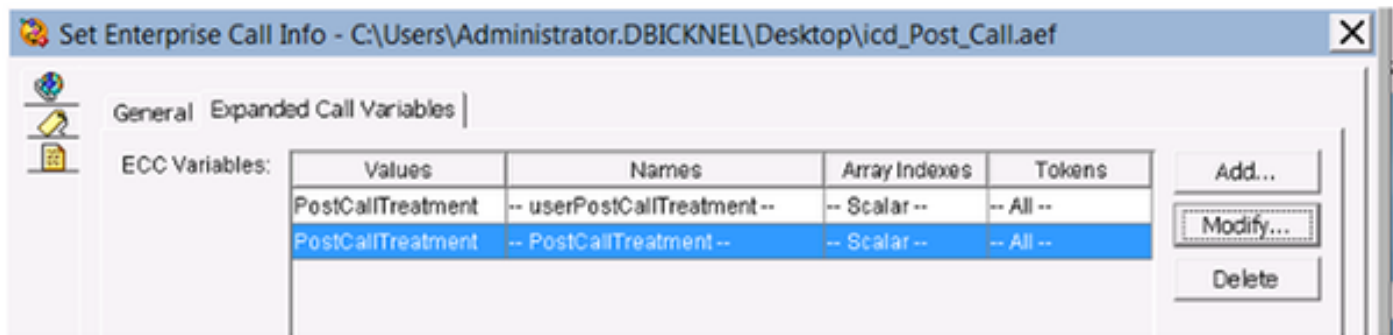 Set Enterprise Call Info - C:\Users\Administrator.DBICKNEL\Desktop\icd_Post_Call.aef
General Expanded Call Variables
ECC Variables: Values Names Array Indexes Tokens Add...
PostCallTreatment -- userPostCallTreatment -- -- Scalar -- -- All --
Modify...
PostCallTreatment -- PostCallTreatment -- -- Scalar -- -- All --
Delete